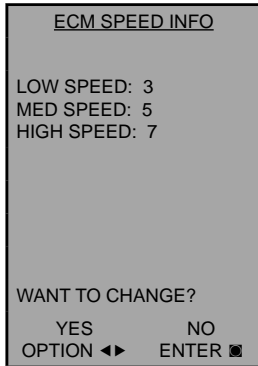 ECM SPEED INFO
LOW SPEED: 3
MED SPEED: 5
HIGH SPEED: 7
WANT TO CHANGE?
YES NO
OPTION ◄► ENTER ◙